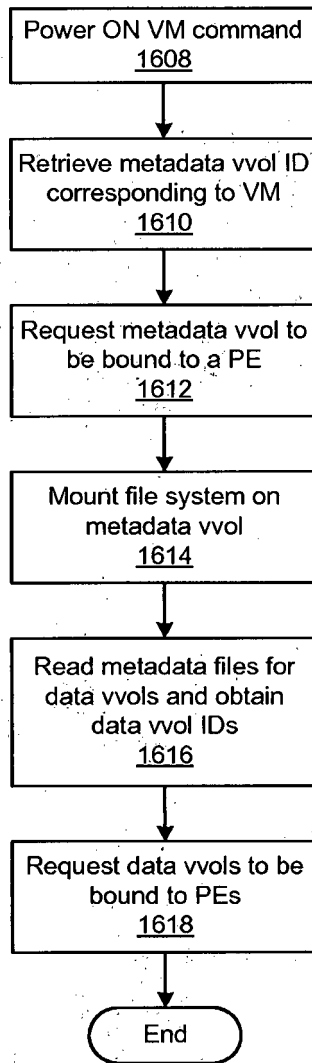 Power ON VM command
1608
Retrieve metadata vvol ID
corresponding to VM
1610
Request metadata vvol to
be bound to a PE
1612
Mount file system on
metadata vvol
1614
Read metadata files for
data vvols and obtain
data vvol IDs
1616
Request data vvols to be
bound to PEs
1618
End